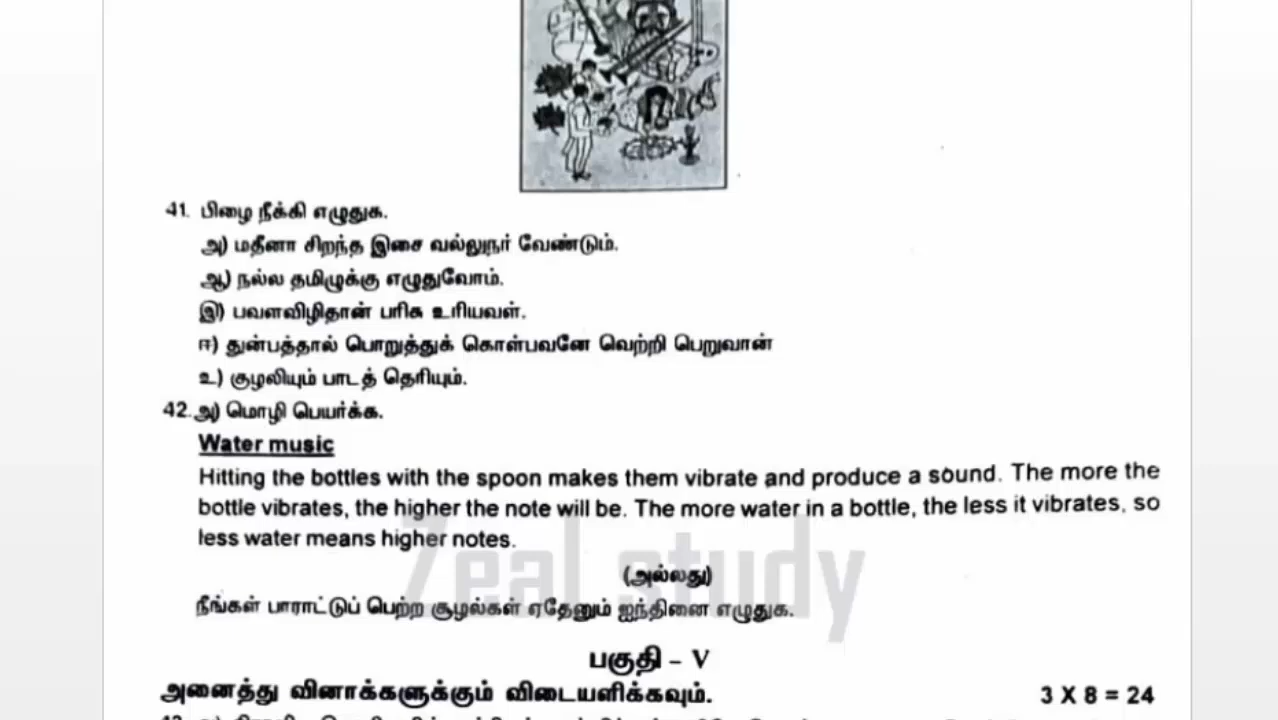 41. பிழை நீக்கி எழுதுக.
அ) மதீனா சிறந்த இசை வல்லுநர் வேண்டும்.
ஆ) நல்ல தமிழுக்கு எழுதுவோம்.
இ) பவளவிழிதான் பரிசு உரியவள்.
ஈ) துன்பத்தால் பொறுத்துக் கொள்பவனே வெற்றி பெறுவான்
உ) குழலியும் பாடத் தெரியும்.
42. அ) மொழி பெயர்க்க.
Water music
Hitting the bottles with the spoon makes them vibrate and produce a sound. The more the
bottle vibrates, the higher the note will be. The more water in a bottle, the less it vibrates, so
less water means higher notes.
Zeal study
(அல்லது)
நீங்கள் பாராட்டுப் பெற்ற சூழல்கள் ஏதேனும் ஐந்தினை எழுதுக.
பகுதி – V
அனைத்து வினாக்களுக்கும் விடையளிக்கவும். 3 X 8 = 24